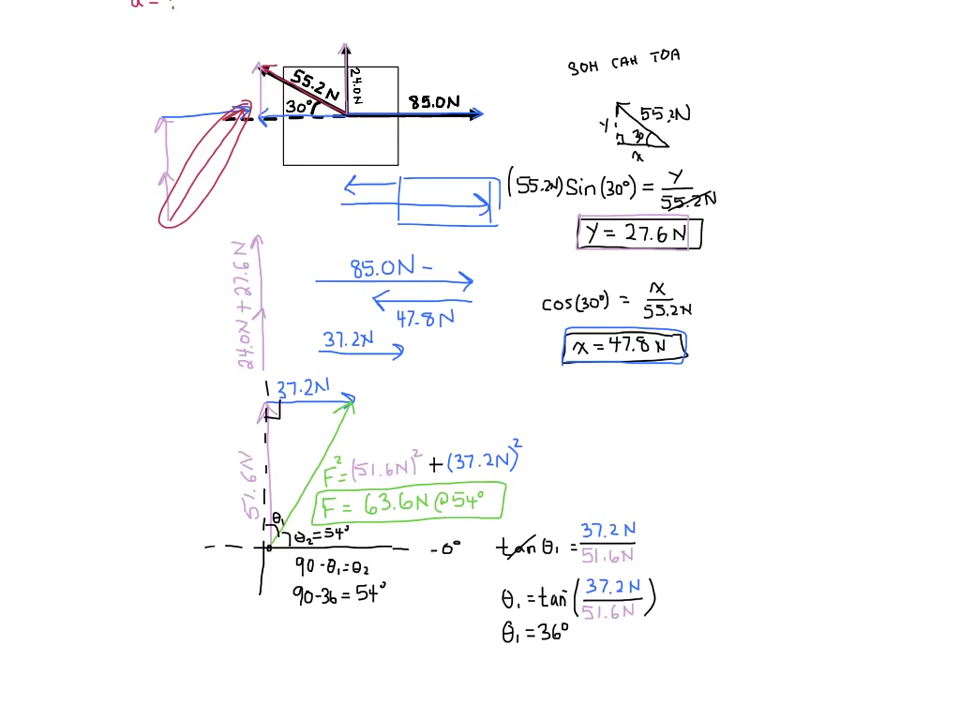 a = ?
55.2N
24.0N
30°
85.0N
SOH CAH TOA
55.2N
y
30
x
(55.2N) Sin(30°) = y / 55.2N
y = 27.6N
cos(30°) = x / 55.2N
x = 47.8 N
24.0N + 27.6N
85.0N -
47.8N
37.2N
37.2N
51.6N
F² = (51.6N)² + (37.2N)²
F = 63.6N @ 54°
θ₁
θ₂ = 54°
90 - θ₁ = θ₂
90 - 36 = 54°
- 0°
tan θ₁ = 37.2N / 51.6N
θ₁ = tan⁻ (37.2N / 51.6N)
θ₁ = 36°